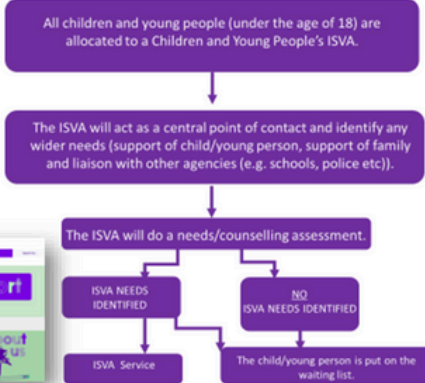 All children and young people (under the age of 18) are
allocated to a Children and Young People's ISVA.
The ISVA will act as a central point of contact and identify any
wider needs (support of child/young person, support of family
and liaison with other agencies (e.g. schools, police etc)).
The ISVA will do a needs/counselling assessment.
ISVA NEEDS
IDENTIFIED
NO
ISVA NEEDS IDENTIFIED
ISVA Service
The child/young person is put on the
waiting list.
rt
out
us